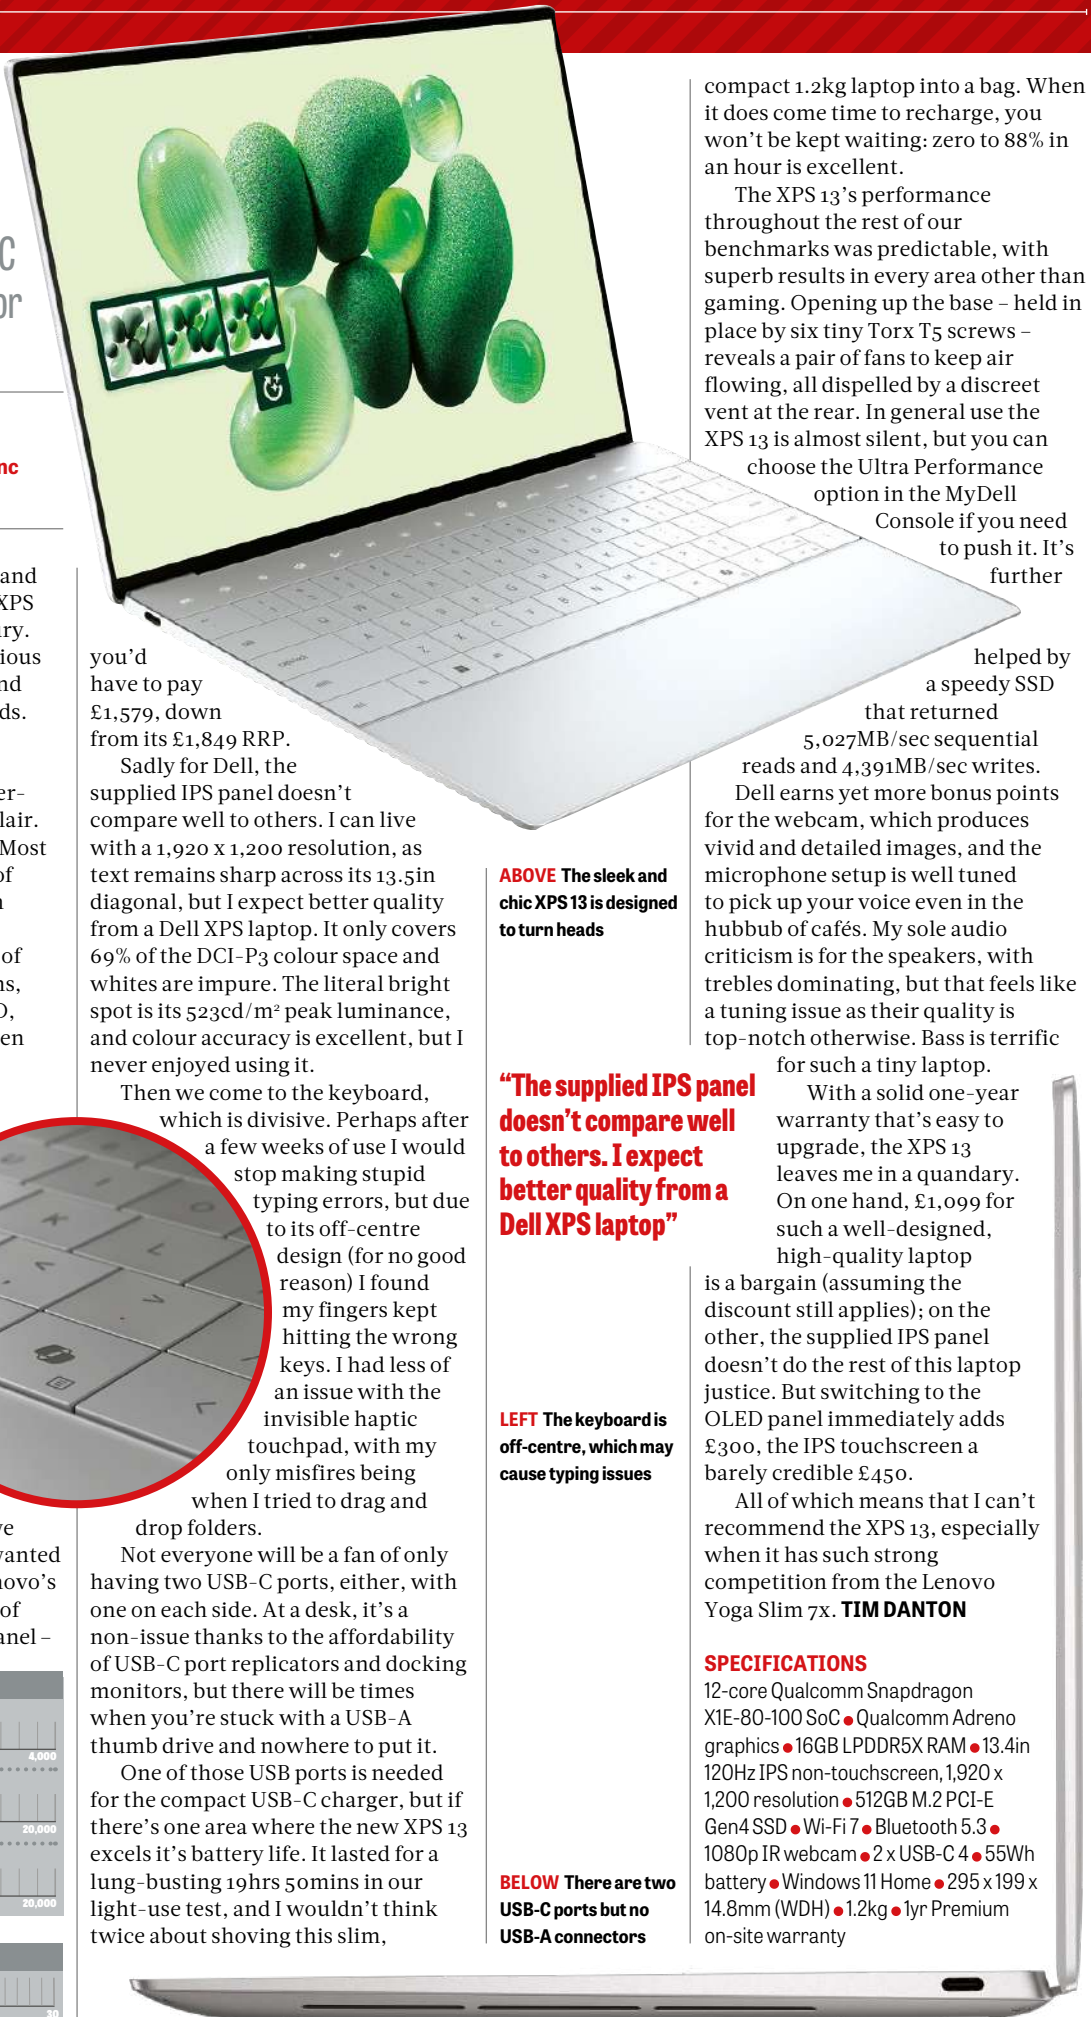 C
or
nc
and
XPS
ury.
ious
nd
ds.
er-
lair.
Most
of
n
of
ns,
D,
en
ve
wanted
novo's
of
anel –
4,000
20,000
20,000
30
you'd
have to pay
£1,579, down
from its £1,849 RRP.
Sadly for Dell, the
supplied IPS panel doesn't
compare well to others. I can live
with a 1,920 x 1,200 resolution, as
text remains sharp across its 13.5in
diagonal, but I expect better quality
from a Dell XPS laptop. It only covers
69% of the DCI-P3 colour space and
whites are impure. The literal bright
spot is its 523cd/m² peak luminance,
and colour accuracy is excellent, but I
never enjoyed using it.
Then we come to the keyboard,
which is divisive. Perhaps after
a few weeks of use I would
stop making stupid
typing errors, but due
to its off-centre
design (for no good
reason) I found
my fingers kept
hitting the wrong
keys. I had less of
an issue with the
invisible haptic
touchpad, with my
only misfires being
when I tried to drag and
drop folders.
Not everyone will be a fan of only
having two USB-C ports, either, with
one on each side. At a desk, it's a
non-issue thanks to the affordability
of USB-C port replicators and docking
monitors, but there will be times
when you're stuck with a USB-A
thumb drive and nowhere to put it.
One of those USB ports is needed
for the compact USB-C charger, but if
there's one area where the new XPS 13
excels it's battery life. It lasted for a
lung-busting 19hrs 50mins in our
light-use test, and I wouldn't think
twice about shoving this slim,
ABOVE The sleek and
chic XPS 13 is designed
to turn heads
“The supplied IPS panel
doesn't compare well
to others. I expect
better quality from a
Dell XPS laptop”
LEFT The keyboard is
off-centre, which may
cause typing issues
BELOW There are two
USB-C ports but no
USB-A connectors
compact 1.2kg laptop into a bag. When
it does come time to recharge, you
won't be kept waiting: zero to 88% in
an hour is excellent.
The XPS 13's performance
throughout the rest of our
benchmarks was predictable, with
superb results in every area other than
gaming. Opening up the base – held in
place by six tiny Torx T5 screws –
reveals a pair of fans to keep air
flowing, all dispelled by a discreet
vent at the rear. In general use the
XPS 13 is almost silent, but you can
choose the Ultra Performance
option in the MyDell
Console if you need
to push it. It's
further
helped by
a speedy SSD
that returned
5,027MB/sec sequential
reads and 4,391MB/sec writes.
Dell earns yet more bonus points
for the webcam, which produces
vivid and detailed images, and the
microphone setup is well tuned
to pick up your voice even in the
hubbub of cafés. My sole audio
criticism is for the speakers, with
trebles dominating, but that feels like
a tuning issue as their quality is
top-notch otherwise. Bass is terrific
for such a tiny laptop.
With a solid one-year
warranty that's easy to
upgrade, the XPS 13
leaves me in a quandary.
On one hand, £1,099 for
such a well-designed,
high-quality laptop
is a bargain (assuming the
discount still applies); on the
other, the supplied IPS panel
doesn't do the rest of this laptop
justice. But switching to the
OLED panel immediately adds
£300, the IPS touchscreen a
barely credible £450.
All of which means that I can't
recommend the XPS 13, especially
when it has such strong
competition from the Lenovo
Yoga Slim 7x. TIM DANTON
SPECIFICATIONS
12-core Qualcomm Snapdragon
X1E-80-100 SoC ● Qualcomm Adreno
graphics ● 16GB LPDDR5X RAM ● 13.4in
120Hz IPS non-touchscreen, 1,920 x
1,200 resolution ● 512GB M.2 PCI-E
Gen4 SSD ● Wi-Fi 7 ● Bluetooth 5.3 ●
1080p IR webcam ● 2 x USB-C 4 ● 55Wh
battery ● Windows 11 Home ● 295 x 199 x
14.8mm (WDH) ● 1.2kg ● 1yr Premium
on-site warranty